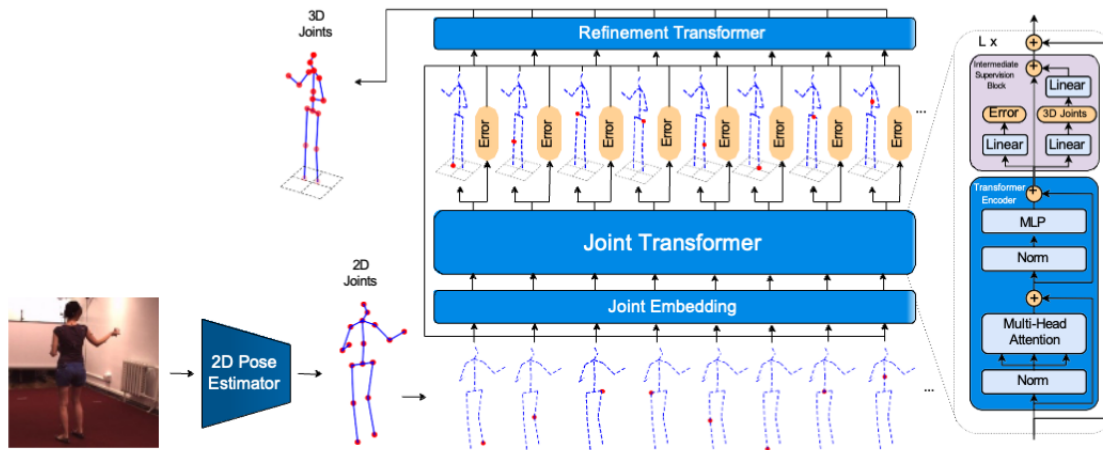 3D
Joints
Refinement Transformer
Error
Error
Error
Error
Error
Error
Error
Error
...
Joint Transformer
2D
Joints
Joint Embedding
2D Pose
Estimator
...
L x
Intermediate
Supervision
Block
Linear
Error
3D Joints
Linear
Linear
Transformer
Encoder
MLP
Norm
Multi-Head
Attention
Norm